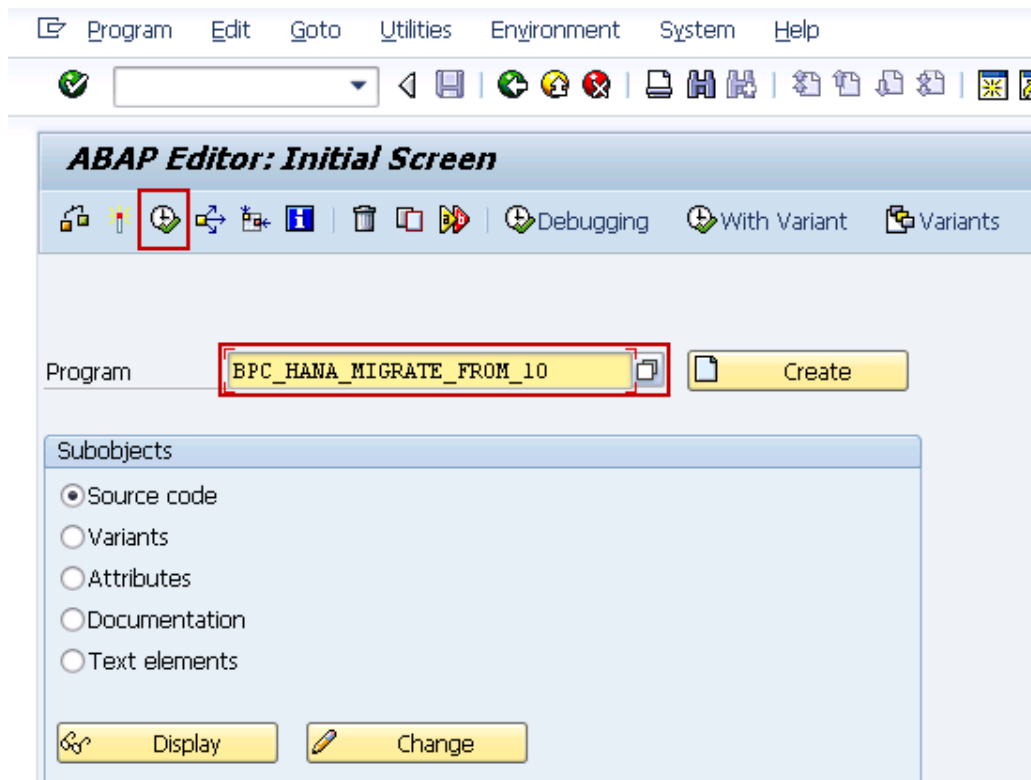 Program Edit Goto Utilities Environment System Help
ABAP Editor: Initial Screen
Debugging With Variant Variants
Program BPC_HANA_MIGRATE_FROM_10 Create
Subobjects
Source code
Variants
Attributes
Documentation
Text elements
Display Change